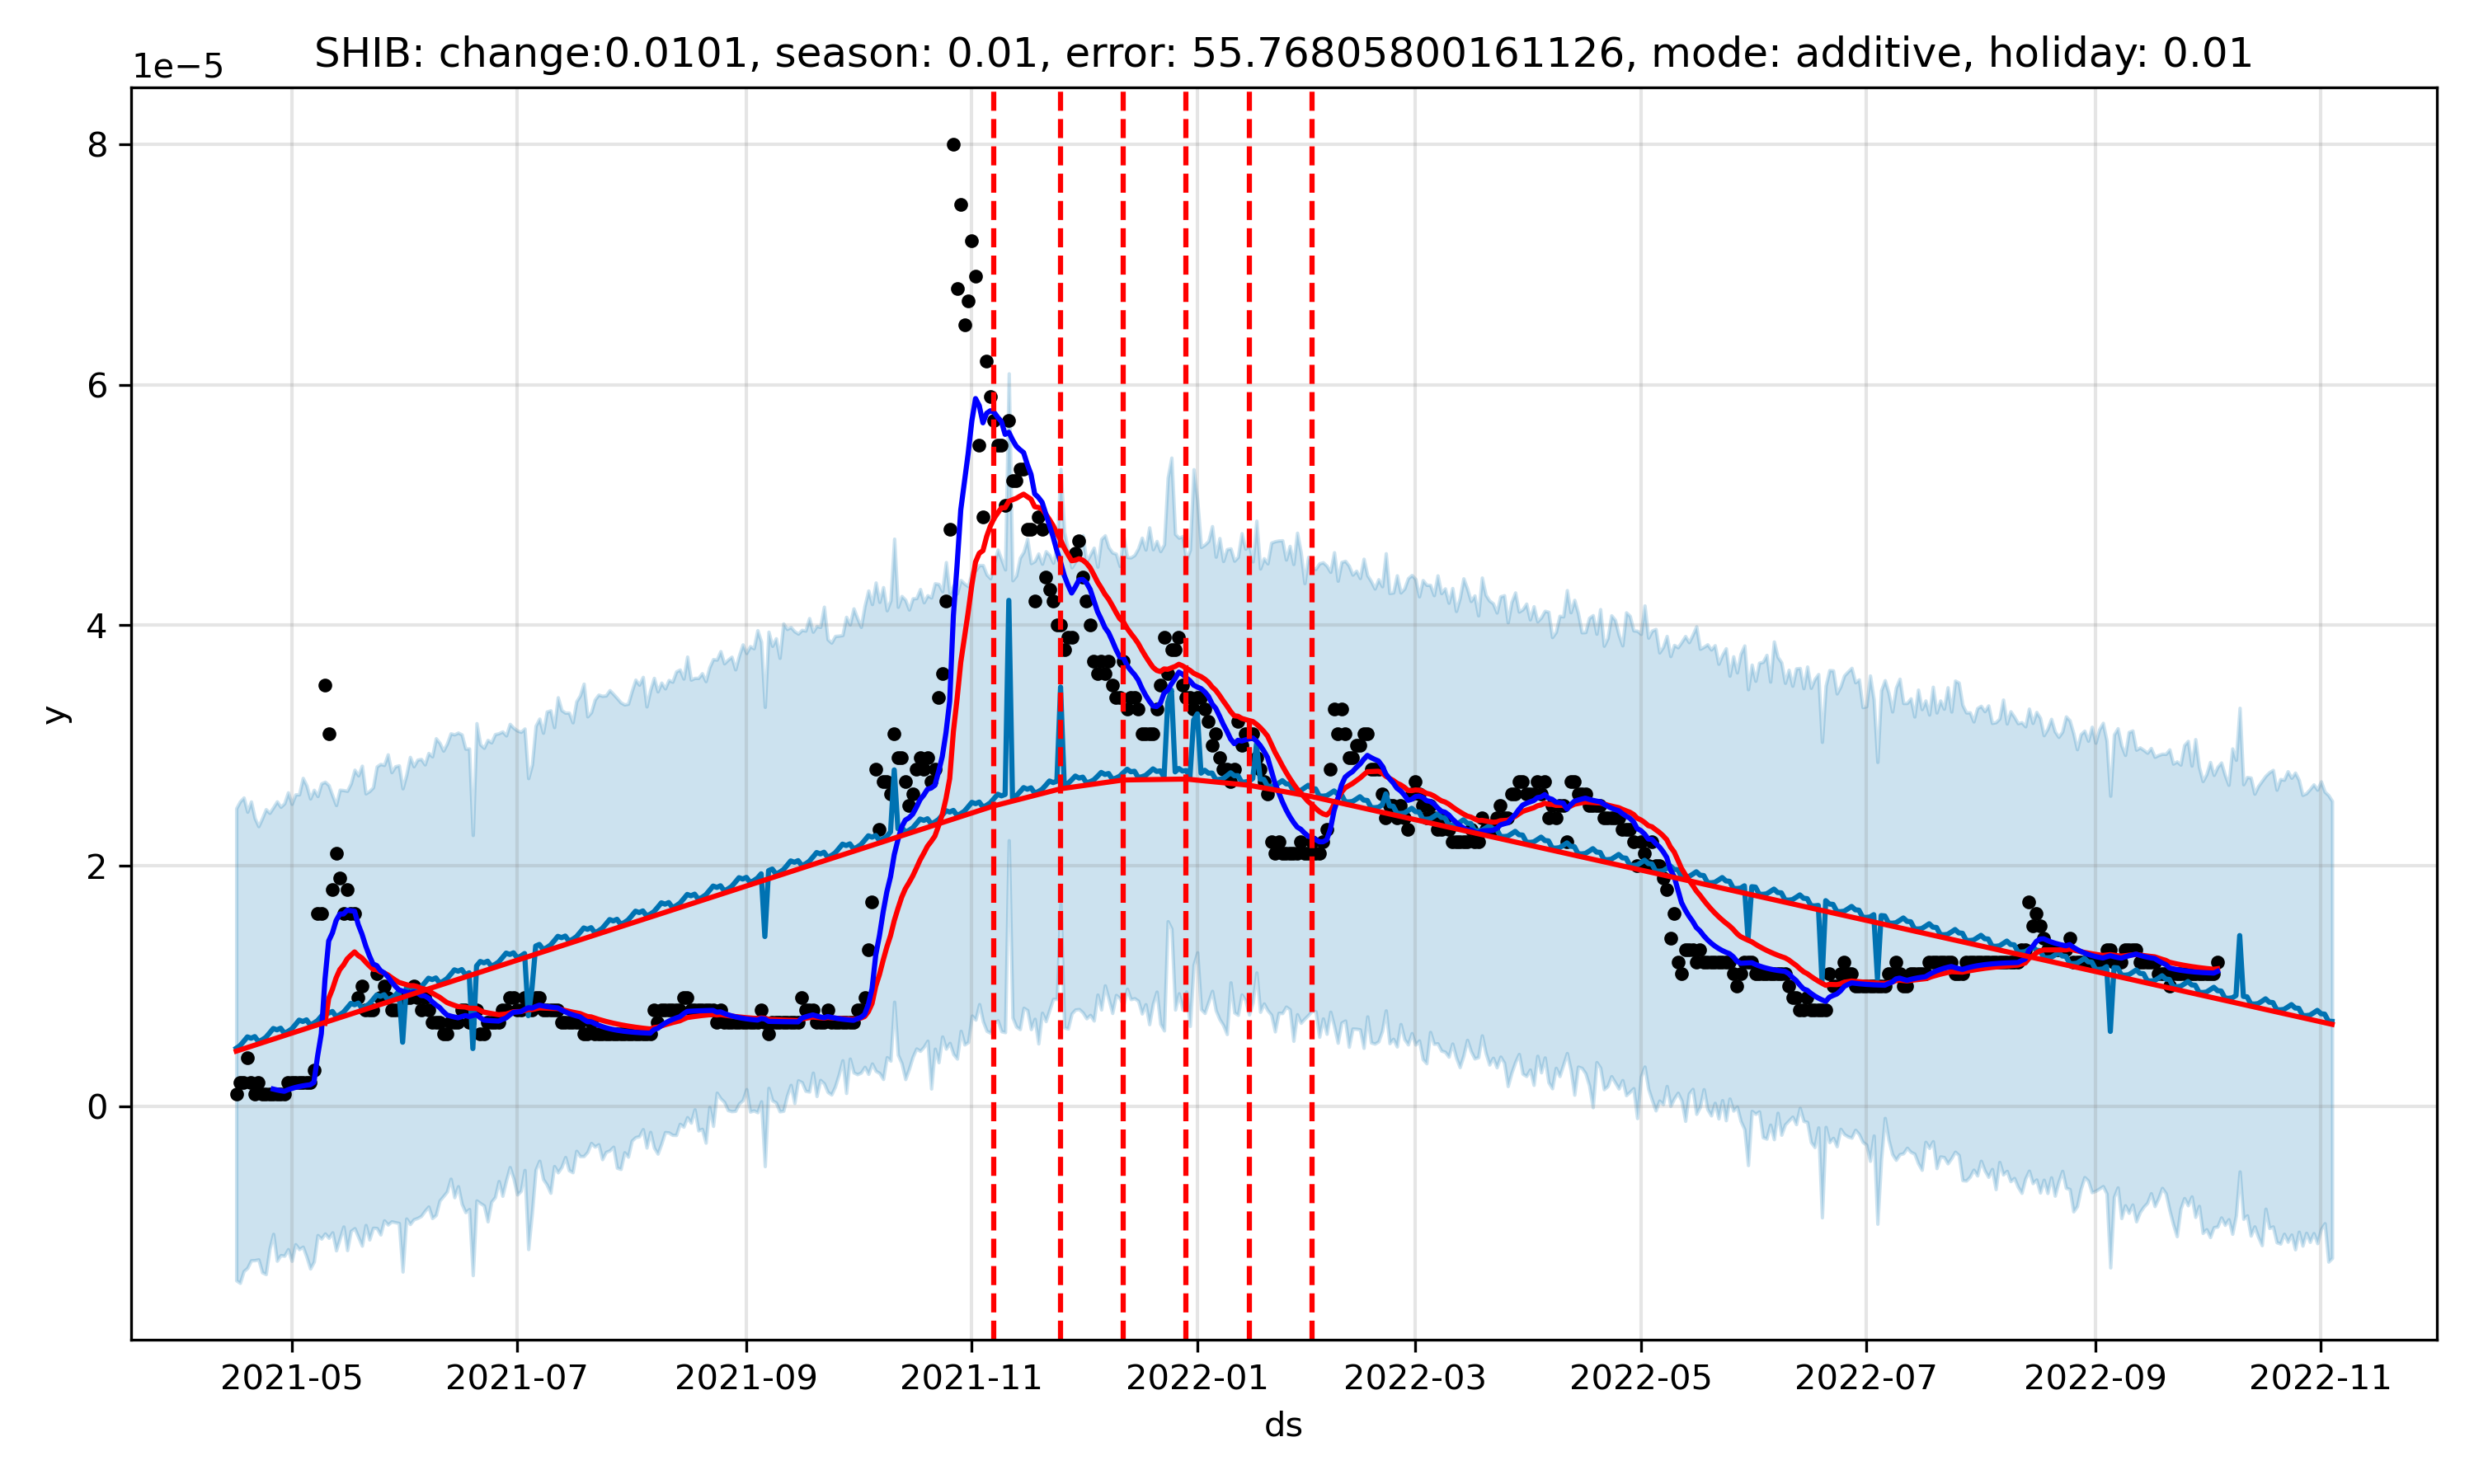 SHIB: change:0.0101, season: 0.01, error: 55.76805800161126, mode: additive, holiday: 0.01
1e−5
8
6
4
2
0
y
2021-05 2021-07 2021-09 2021-11 2022-01 2022-03 2022-05 2022-07 2022-09 2022-11
ds